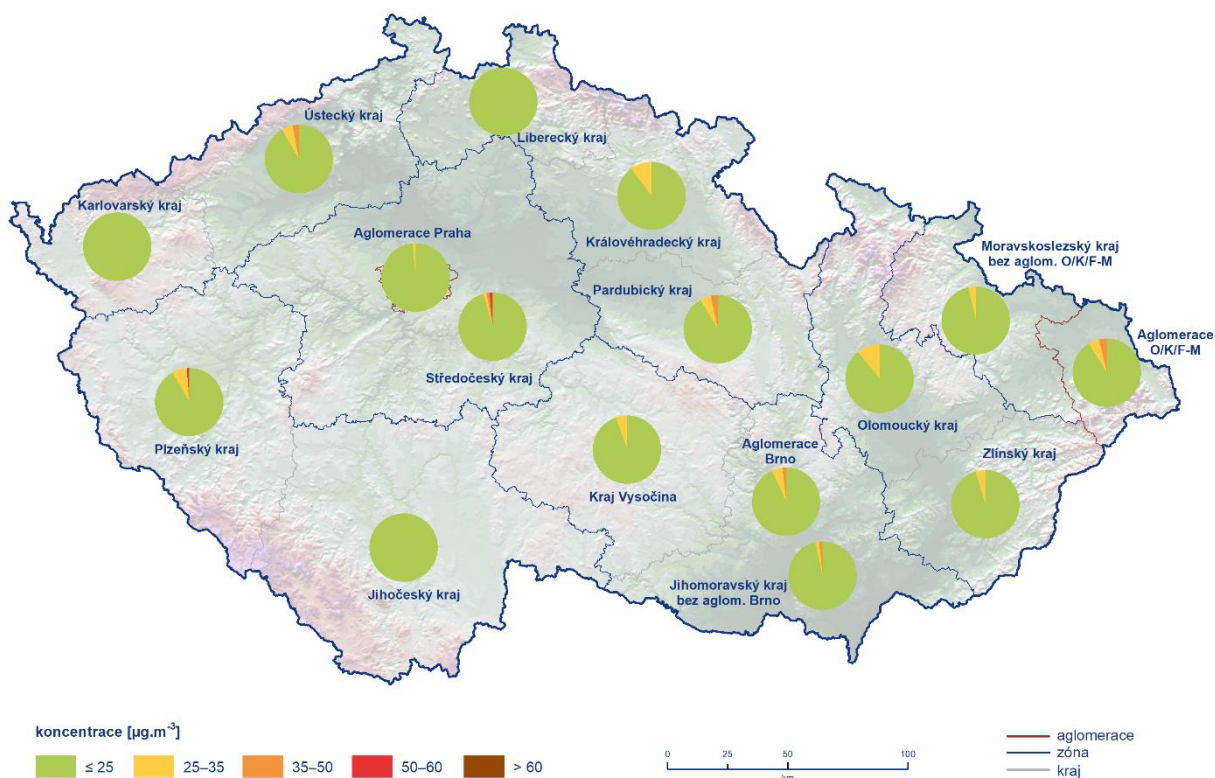 Ústecký kraj
Liberecký kraj
Karlovarský kraj
Aglomerace Praha
Královéhradecký kraj
Moravskoslezský kraj
bez aglom. O/K/F-M
Pardubický kraj
Aglomerace
O/K/F-M
Středočeský kraj
Olomoucký kraj
Plzeňský kraj
Aglomerace
Brno
Zlínský kraj
Kraj Vysočina
Jihomoravský kraj
bez aglom. Brno
Jihočeský kraj
koncentrace [µg.m⁻³]
≤ 25
25–35
35–50
50–60
> 60
0
25
50
100
km
aglomerace
zóna
kraj